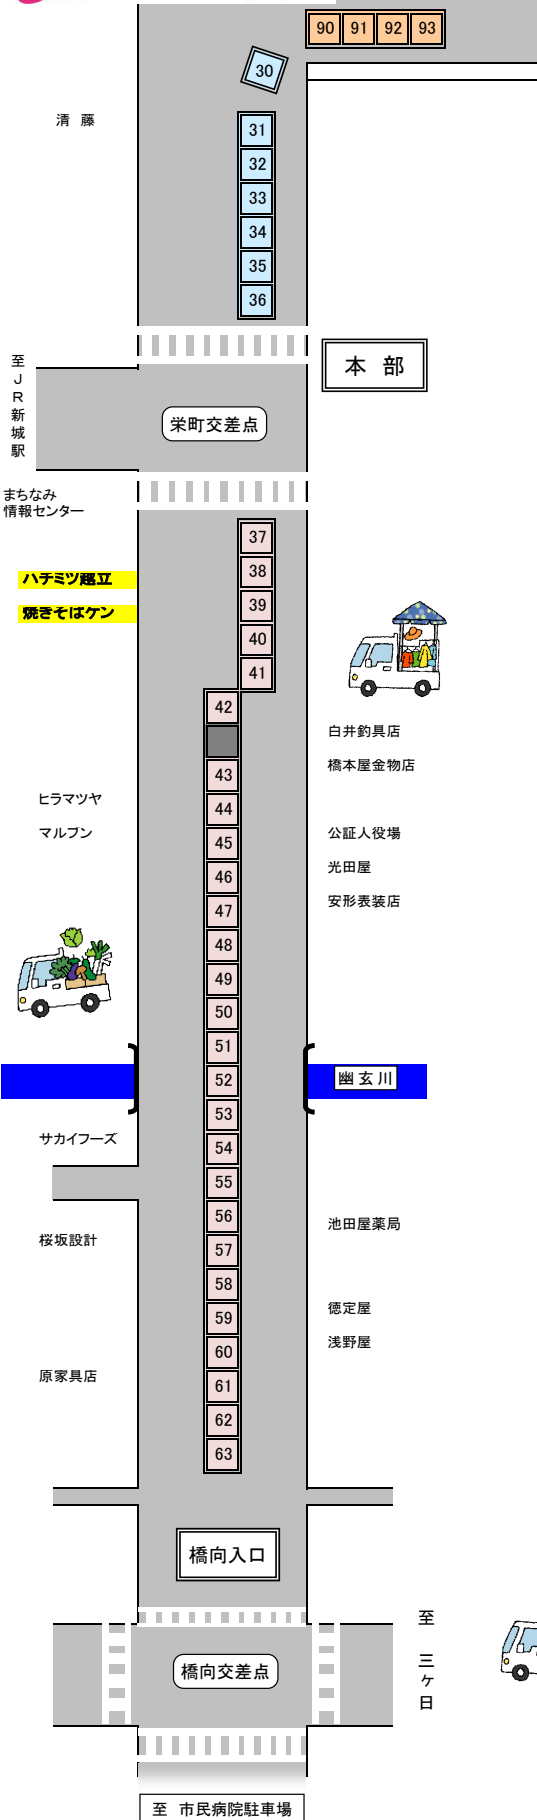 90 91 92 93
30
清 藤
31
32
33
34
35
36
本 部
至JR新城駅
栄町交差点
まちなみ
情報センター
37
38
ハチミツ越立
39
焼きそばケン
40
41
42
白井釣具店
橋本屋金物店
43
ヒラマツヤ
44
マルブン
公証人役場
45
光田屋
46
安形表装店
47
48
49
50
51
52
幽玄川
53
サカイフーズ
54
55
56
池田屋薬局
桜坂設計
57
58
徳定屋
59
浅野屋
60
原家具店
61
62
63
橋向入口
至 三ケ日
橋向交差点
至 市民病院駐車場